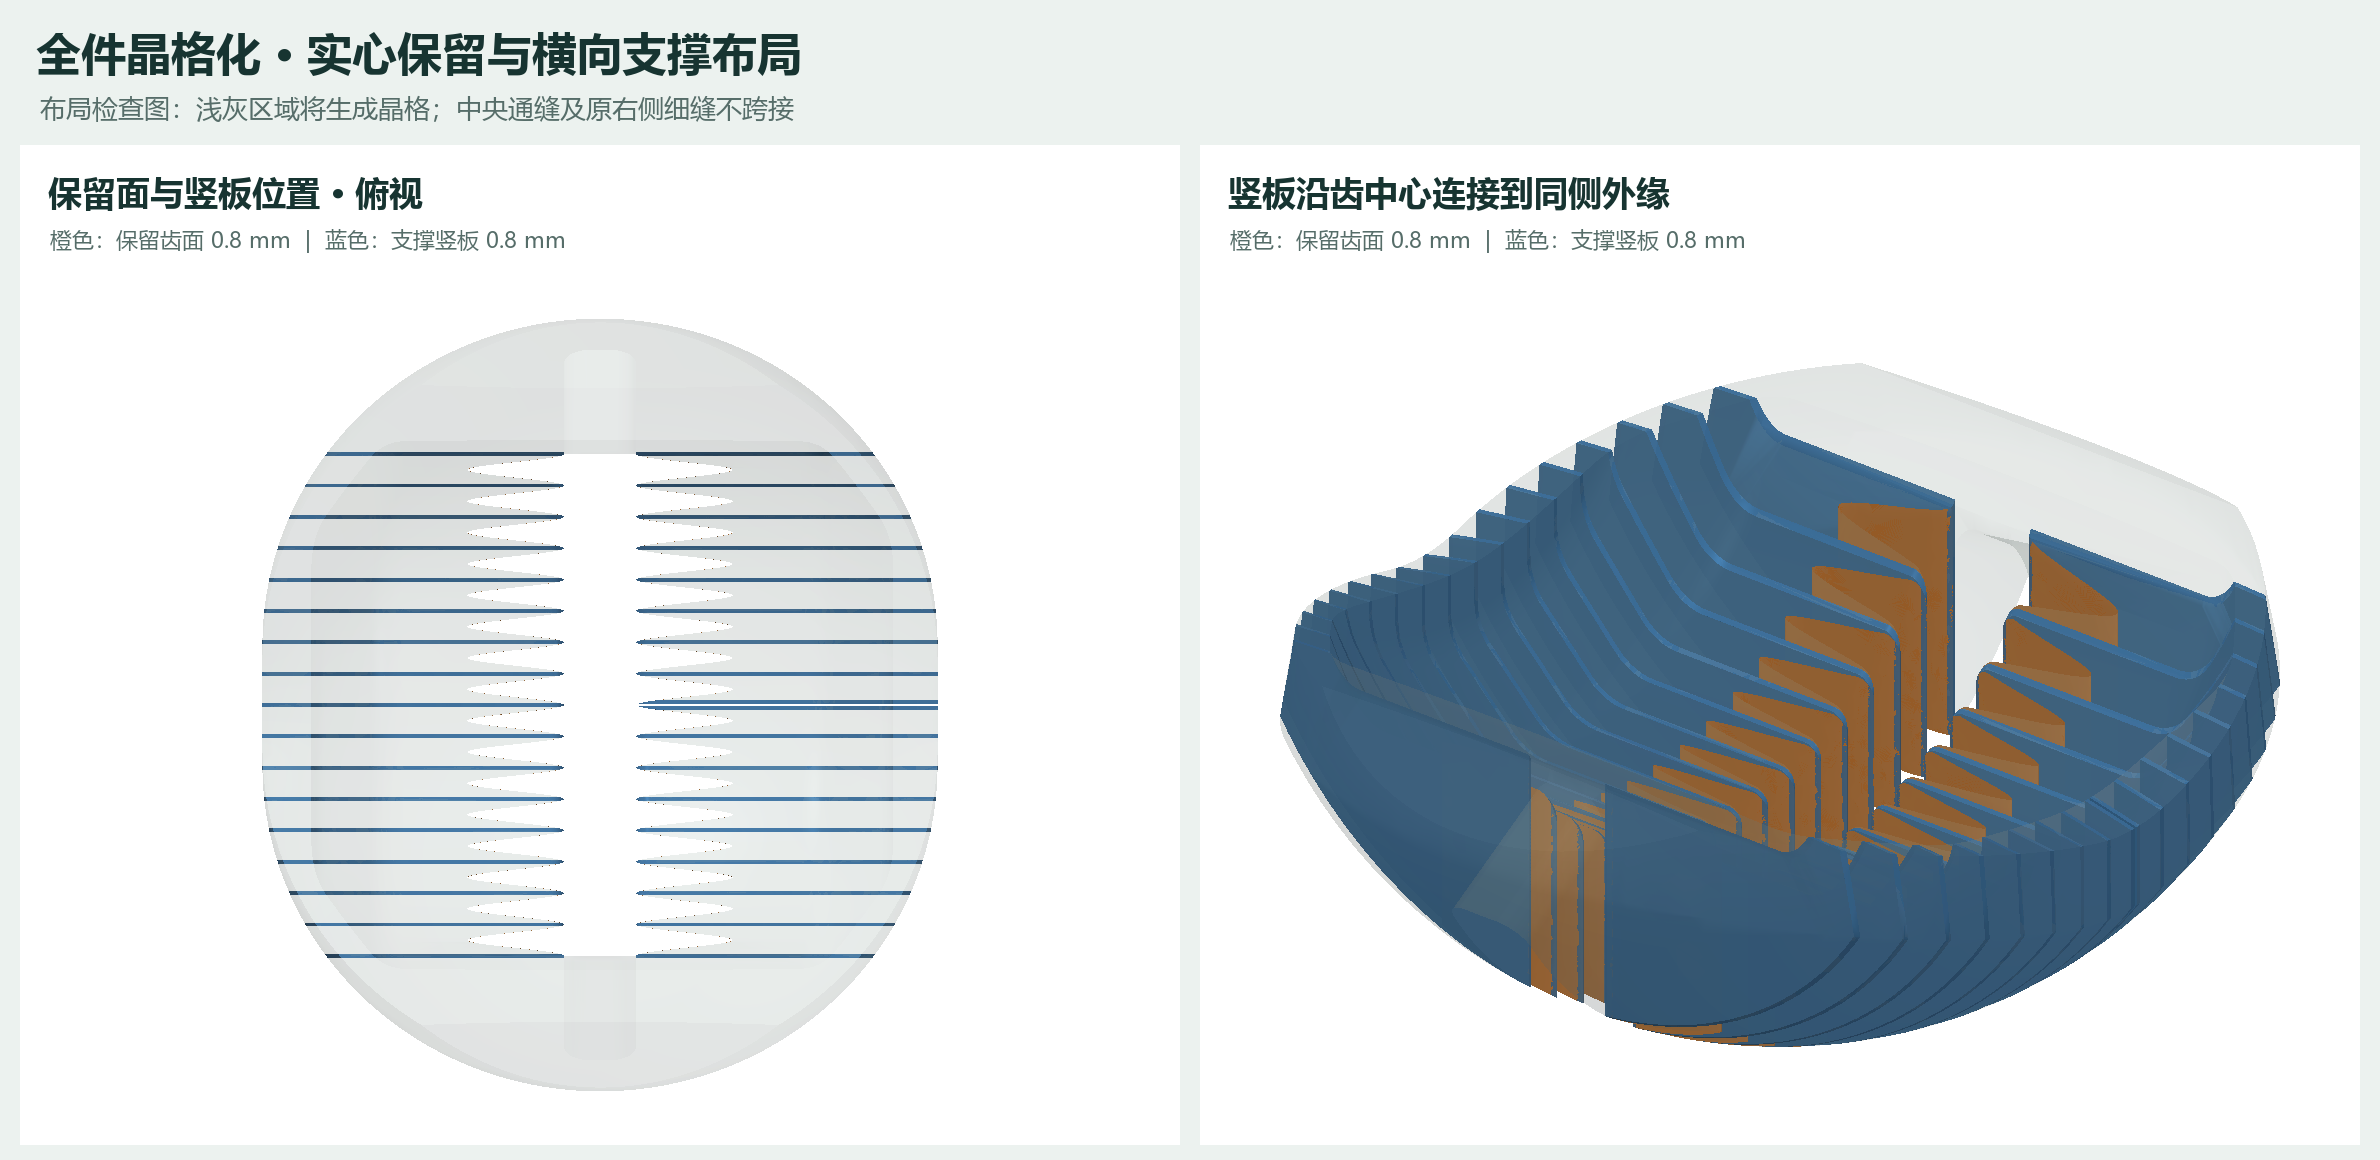 全件晶格化 • 实心保留与横向支撑布局
布局检查图：浅灰区域将生成晶格；中央通缝及原右侧细缝不跨接
保留面与竖板位置 • 俯视
橙色：保留齿面 0.8 mm | 蓝色：支撑竖板 0.8 mm
竖板沿齿中心连接到同侧外缘
橙色：保留齿面 0.8 mm | 蓝色：支撑竖板 0.8 mm